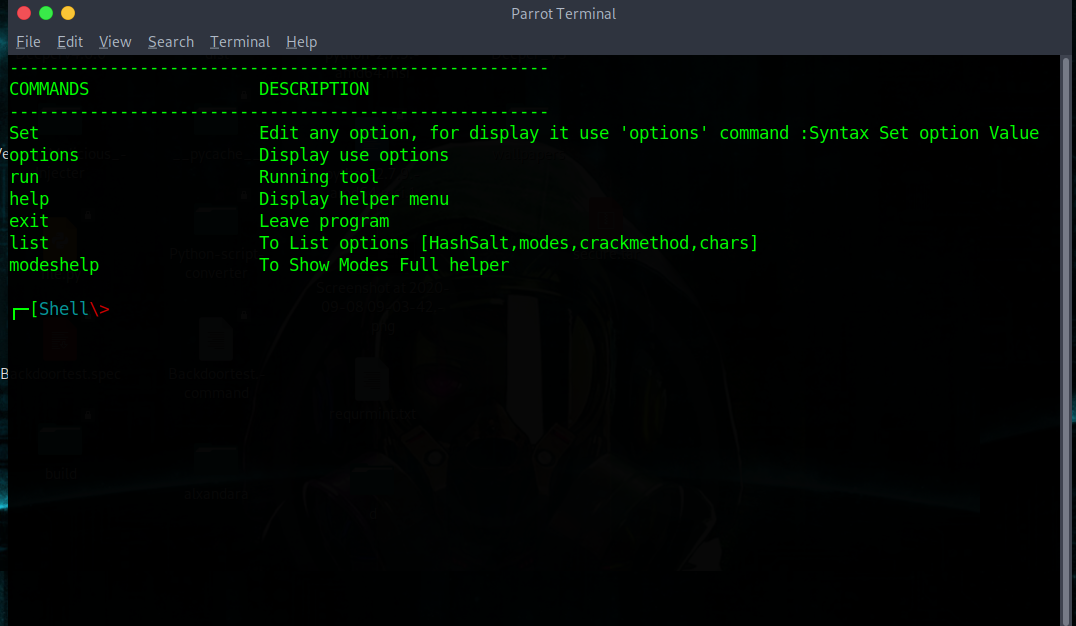 Parrot Terminal
File Edit View Search Terminal Help
------------------------------------------------------
COMMANDS DESCRIPTION
------------------------------------------------------
Set Edit any option, for display it use 'options' command :Syntax Set option Value
options Display use options
run Running tool
help Display helper menu
exit Leave program
list To List options [HashSalt,modes,crackmethod,chars]
modeshelp To Show Modes Full helper
┌─[Shell\>